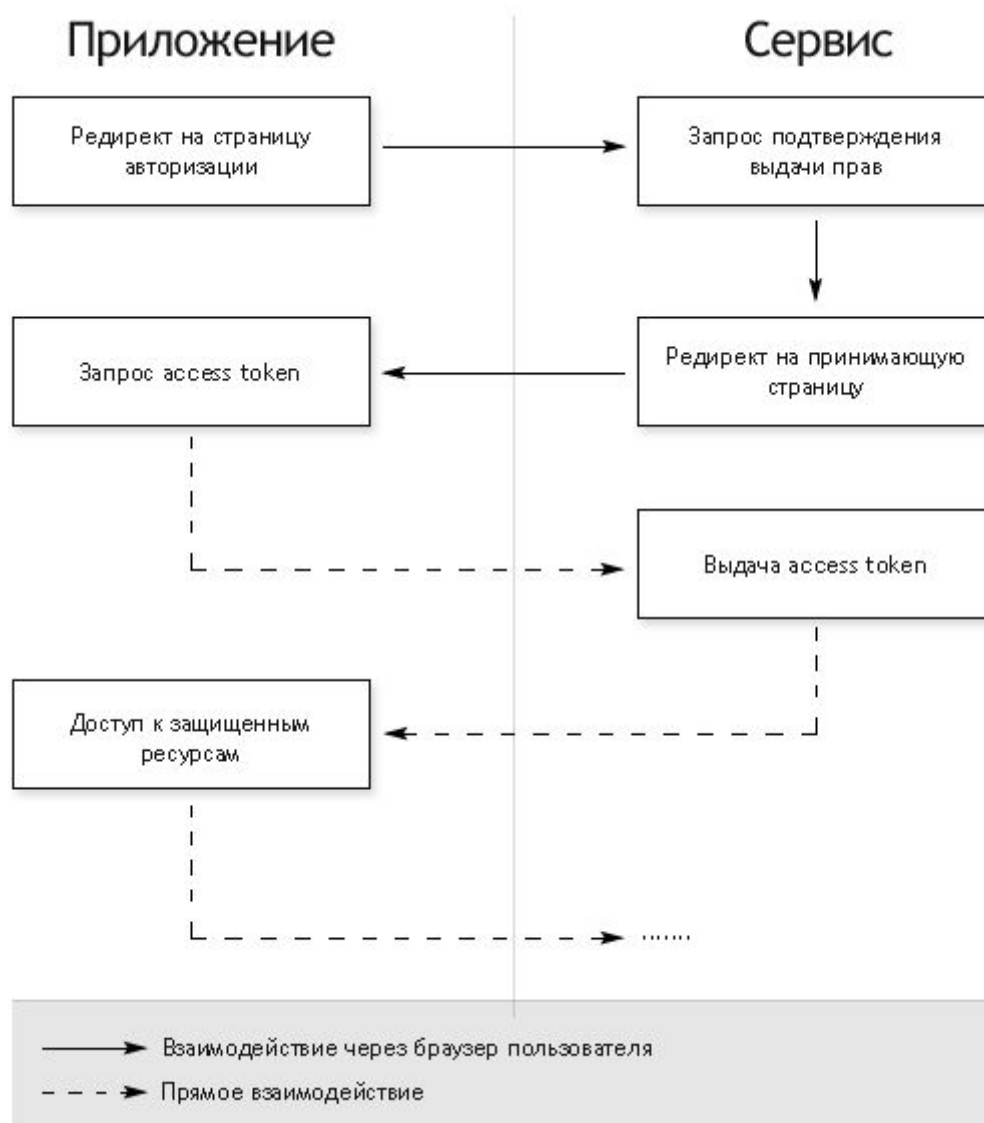 Приложение
Сервис
Редирект на страницу
авторизации
Запрос подтверждения
выдачи прав
Запрос access token
Редирект на принимающую
страницу
Выдача access token
Доступ к защищенным
ресурсам
.......
Взаимодействие через браузер пользователя
Прямое взаимодействие